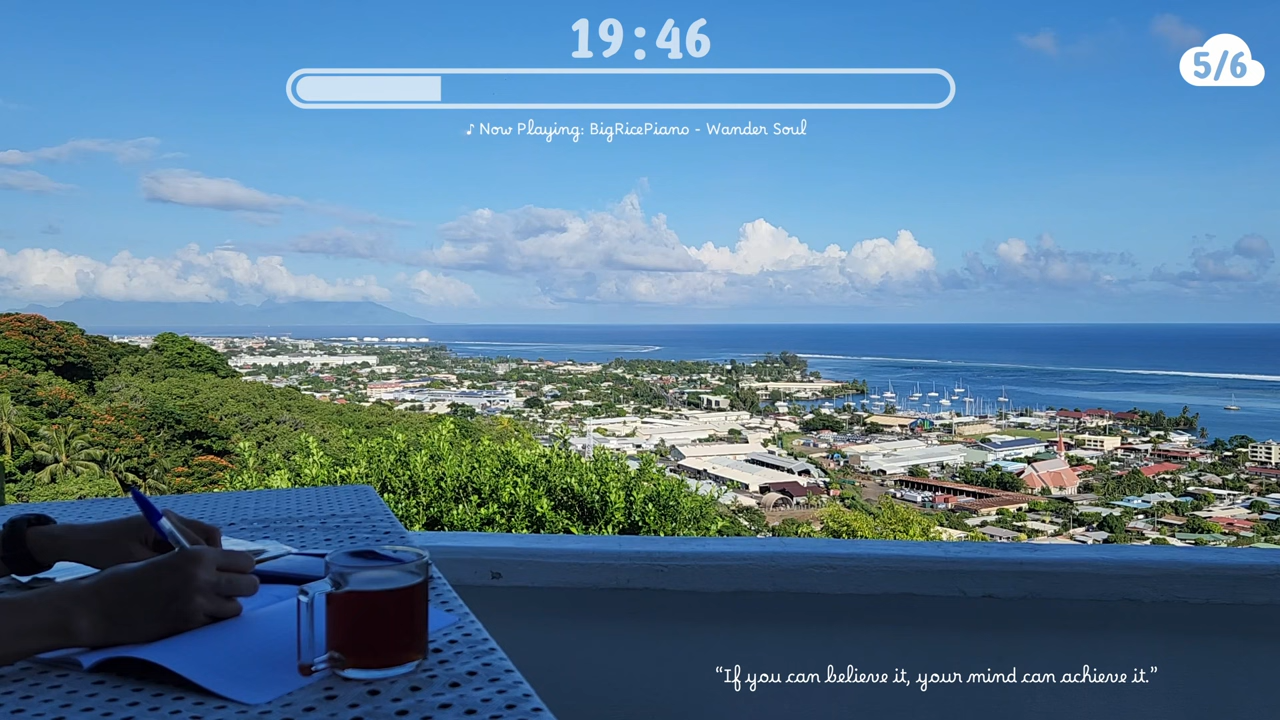 19:46
5/6
♪ Now Playing: BigRicePiano - Wander Soul
“If you can believe it, your mind can achieve it.”